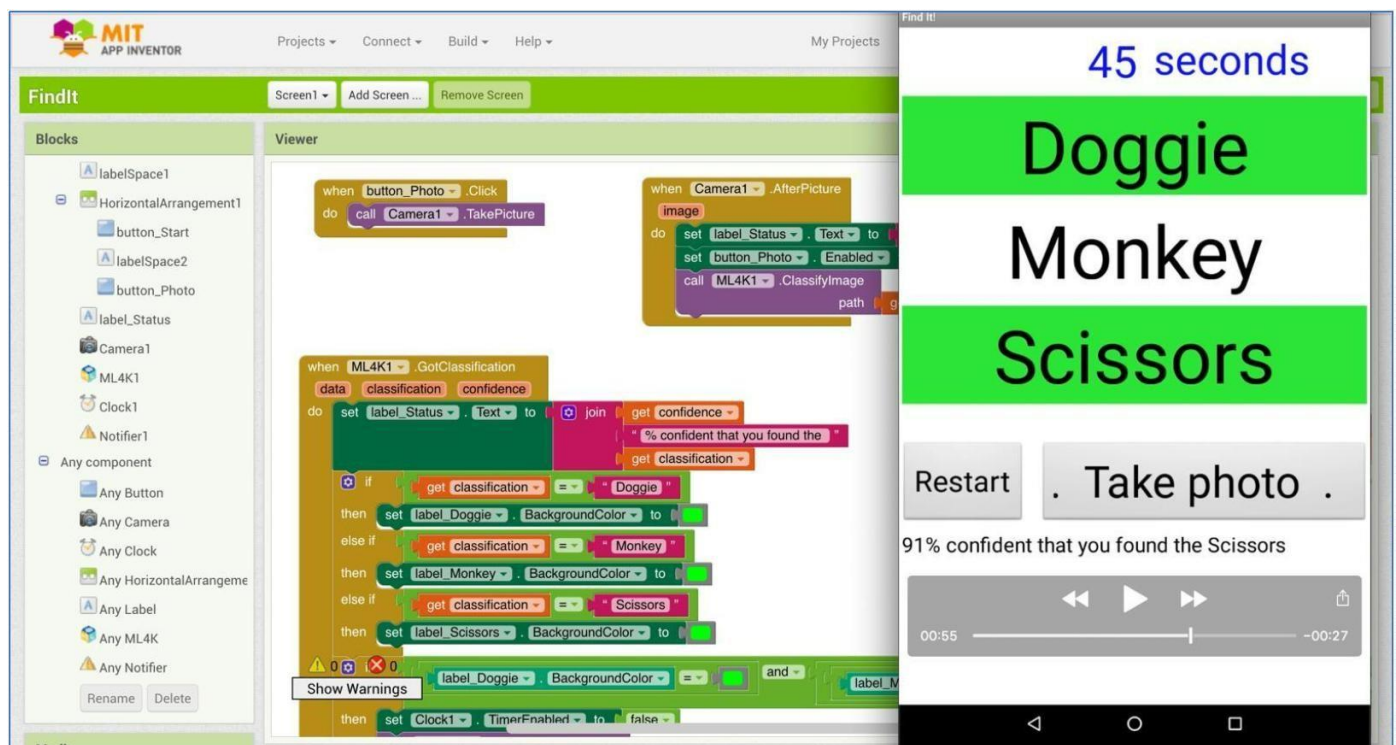 MIT
APP INVENTOR
Projects
Connect
Build
Help
My Projects
FindIt
Screen1
Add Screen ...
Remove Screen
Blocks
labelSpace1
HorizontalArrangement1
button_Start
labelSpace2
button_Photo
label_Status
Camera1
ML4K1
Clock1
Notifier1
Any component
Any Button
Any Camera
Any Clock
Any HorizontalArrangeme
Any Label
Any ML4K
Any Notifier
Rename Delete
Viewer
when button_Photo .Click
do call Camera1 .TakePicture
when Camera1 .AfterPicture
image
do set label_Status . Text to
set button_Photo . Enabled
call ML4K1 .ClassifyImage
path
when ML4K1 .GotClassification
data classification confidence
do set label_Status . Text to join get confidence
" % confident that you found the "
get classification
if get classification = " Doggie "
then set label_Doggie . BackgroundColor to
else if get classification = " Monkey "
then set label_Monkey . BackgroundColor to
else if get classification = " Scissors "
then set label_Scissors . BackgroundColor to
0 0
label_Doggie . BackgroundColor = and label_M
Show Warnings
then set Clock1 . TimerEnabled to false
Find It!
45 seconds
Doggie
Monkey
Scissors
Restart . Take photo .
91% confident that you found the Scissors
00:55 -00:27